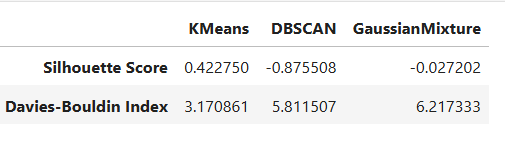 KMeans DBSCAN GaussianMixture
Silhouette Score 0.422750 -0.875508 -0.027202
Davies-Bouldin Index 3.170861 5.811507 6.217333